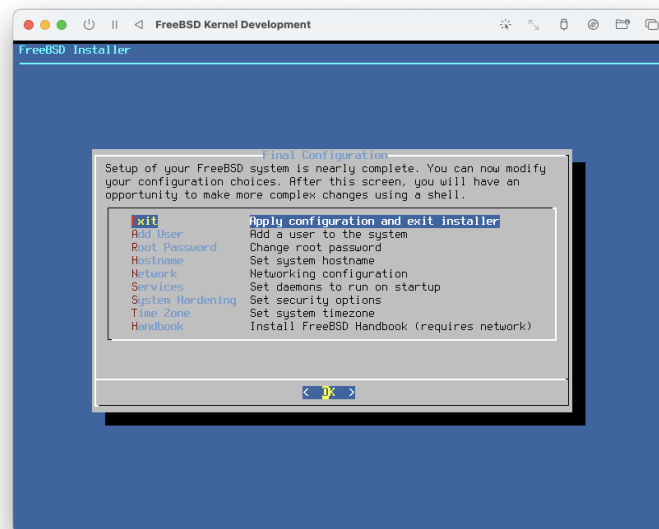 FreeBSD Kernel Development
FreeBSD Installer
Final Configuration
Setup of your FreeBSD system is nearly complete. You can now modify
your configuration choices. After this screen, you will have an
opportunity to make more complex changes using a shell.
Exit Apply configuration and exit installer
Add User Add a user to the system
Root Password Change root password
Hostname Set system hostname
Network Networking configuration
Services Set daemons to run on startup
System Hardening Set security options
Time Zone Set system timezone
Handbook Install FreeBSD Handbook (requires network)
< OK >